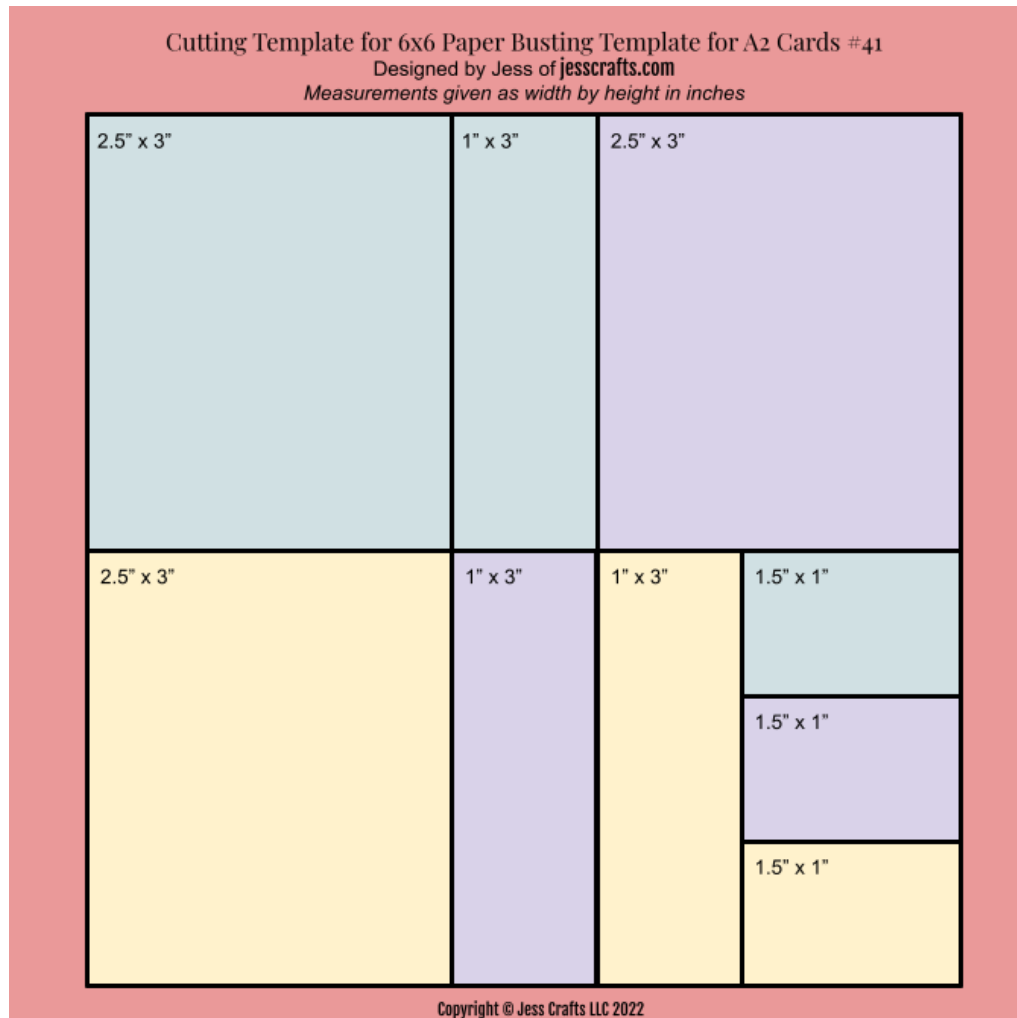 Cutting Template for 6x6 Paper Busting Template for A2 Cards #41
Designed by Jess of jesscrafts.com
Measurements given as width by height in inches
2.5” x 3”
1” x 3”
2.5” x 3”
2.5” x 3”
1” x 3”
1” x 3”
1.5” x 1”
1.5” x 1”
1.5” x 1”
Copyright © Jess Crafts LLC 2022